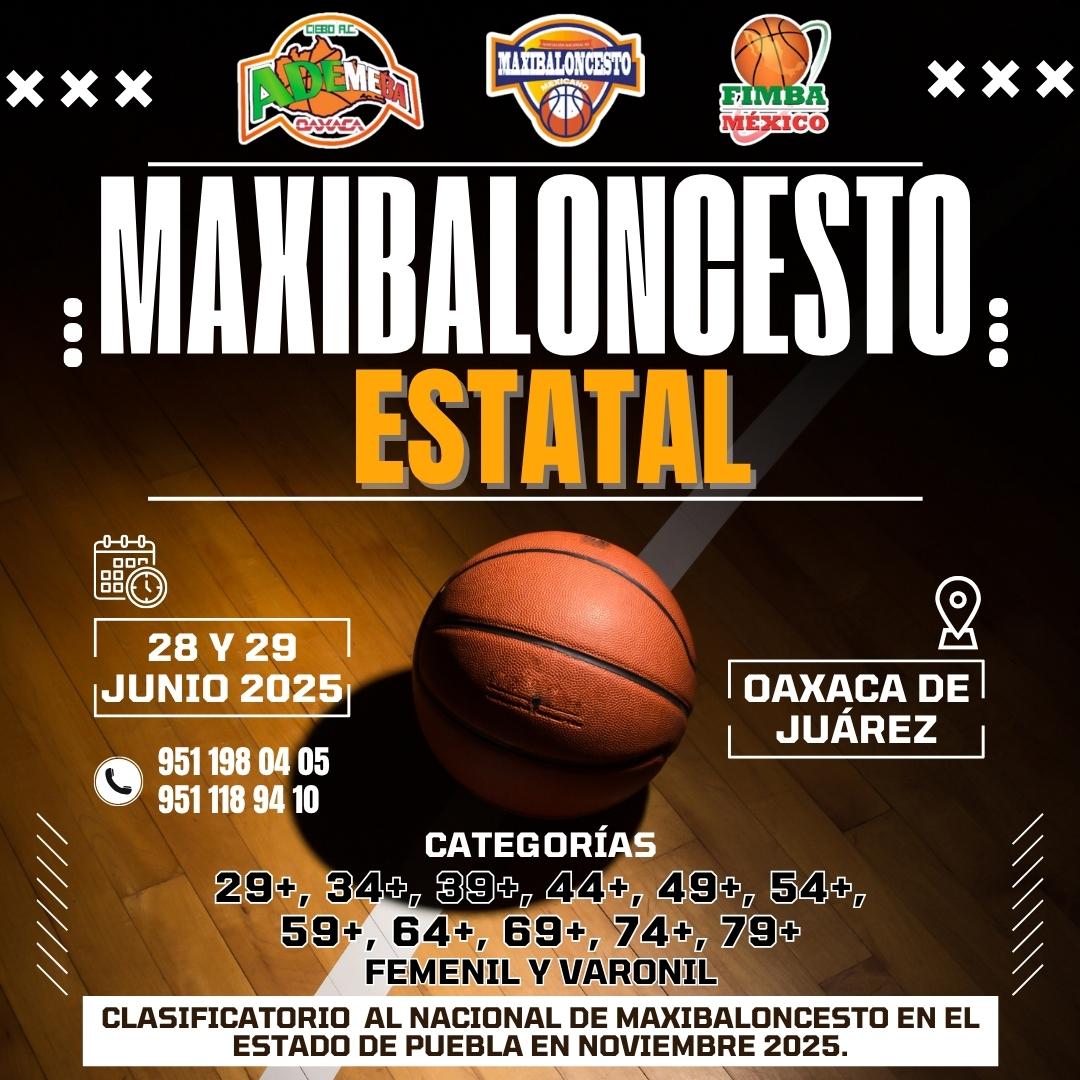 CIEBO A.C.
ADEMEBA
OAXACA
MAXIBALONCESTO
MEXICANO
FIMBA
MÉXICO
MAXIBALONCESTO
ESTATAL
28 Y 29
JUNIO 2025
OAXACA DE
JUÁREZ
951 198 04 05
951 118 94 10
CATEGORÍAS
29+, 34+, 39+, 44+, 49+, 54+,
59+, 64+, 69+, 74+, 79+
FEMENIL Y VARONIL
CLASIFICATORIO AL NACIONAL DE MAXIBALONCESTO EN EL
ESTADO DE PUEBLA EN NOVIEMBRE 2025.